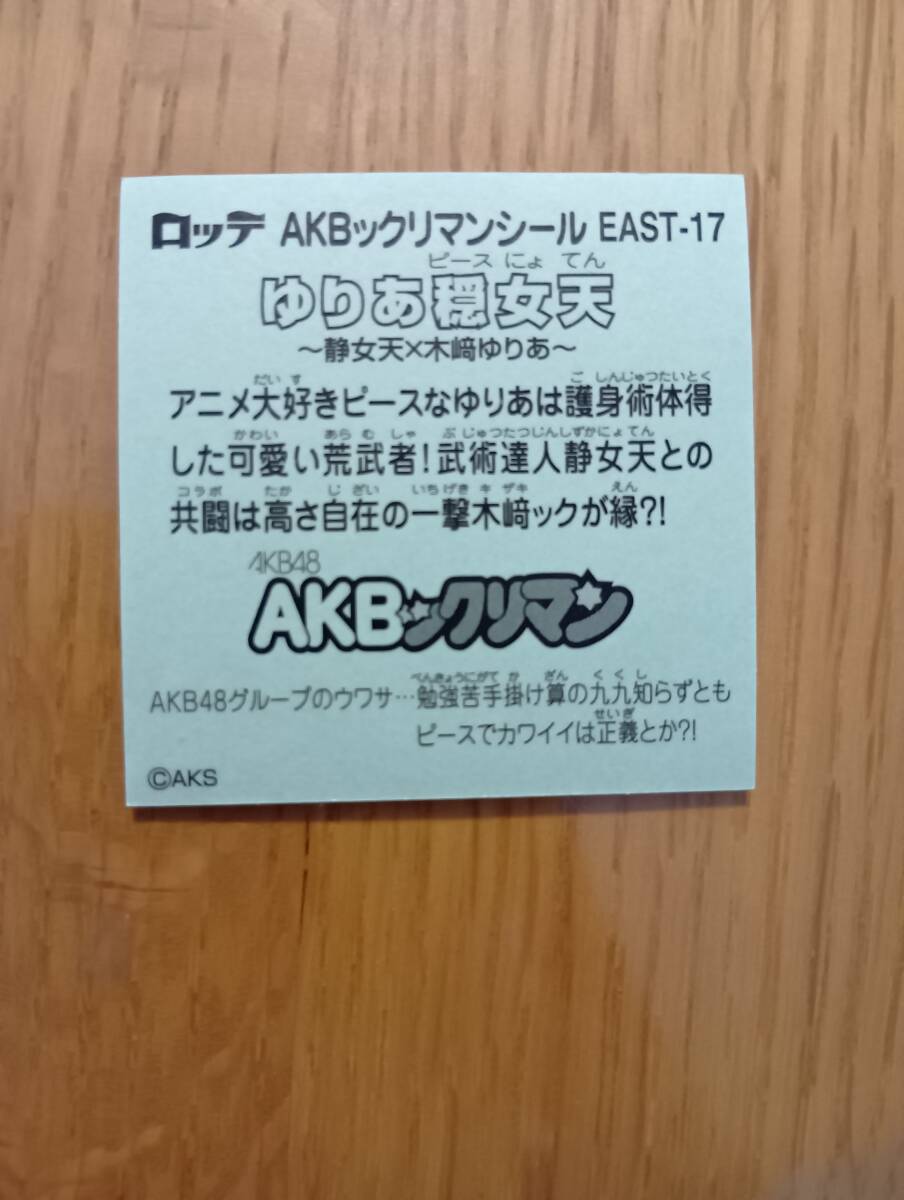 ロッテ AKBックリマンシール EAST-17
ピース にょ てん
ゆりあ穏女天
～静女天×木﨑ゆりあ～
だい す ご しんじゅつたいとく
アニメ大好きピースなゆりあは護身術体得
かわい あら む しゃ ぶ じゅつたつじんしずかにょてん
した可愛い荒武者!武術達人静女天との
コラボ たか じ ざい いちげき キ ザキ えん
共闘は高さ自在の一撃木﨑ックが縁?!
AKB48
AKBックリマン
べんきょうにがて か ざん く く し
AKB48グループのウワサ…勉強苦手掛け算の九九知らずとも
せいぎ
ピースでカワイイは正義とか?!
©AKS